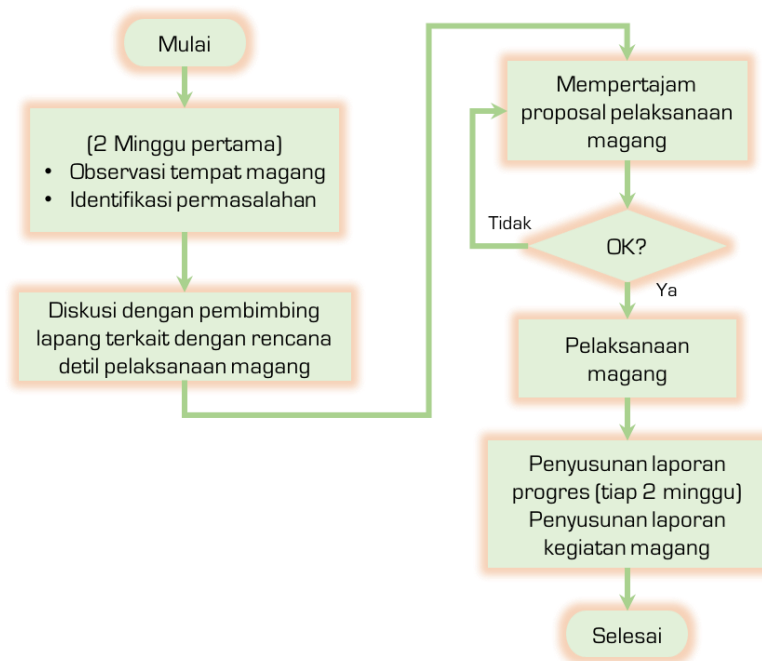 Mulai
(2 Minggu pertama)
• Observasi tempat magang
• Identifikasi permasalahan
Diskusi dengan pembimbing
lapang terkait dengan rencana
detil pelaksanaan magang
Mempertajam
proposal pelaksanaan
magang
Tidak
OK?
Ya
Pelaksanaan
magang
Penyusunan laporan
progres (tiap 2 minggu)
Penyusunan laporan
kegiatan magang
Selesai